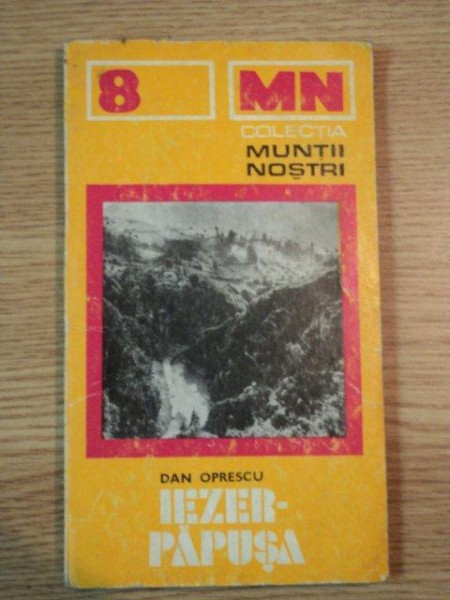 8
MN
COLECȚIA
MUNȚII
NOȘTRI
DAN OPRESCU
IEZER-
PĂPUȘA